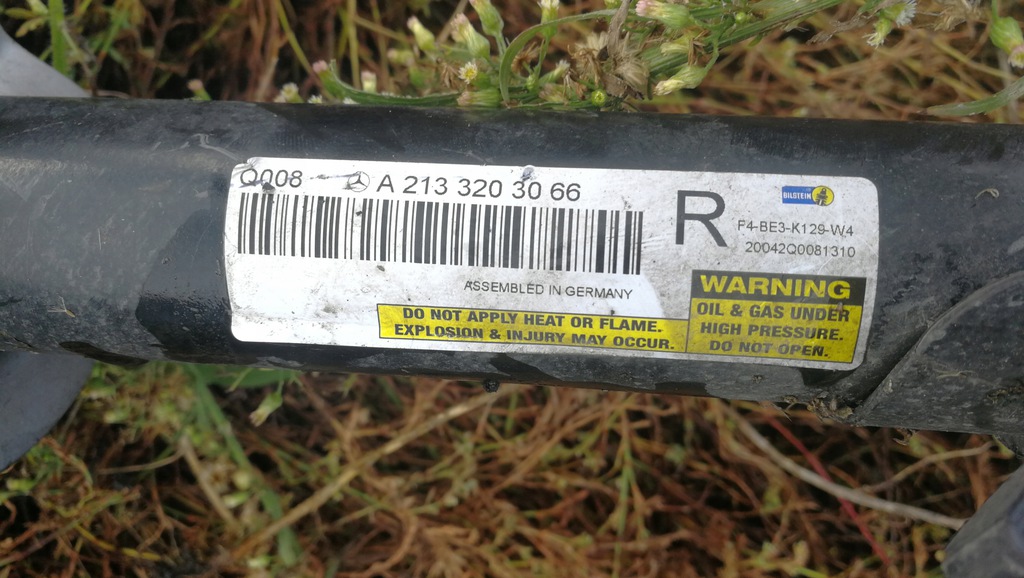 Q008 A 213 320 30 66
R
BILSTEIN
F4-BE3-K129-W4
20042Q0081310
ASSEMBLED IN GERMANY
DO NOT APPLY HEAT OR FLAME.
EXPLOSION & INJURY MAY OCCUR.
WARNING
OIL & GAS UNDER
HIGH PRESSURE.
DO NOT OPEN.